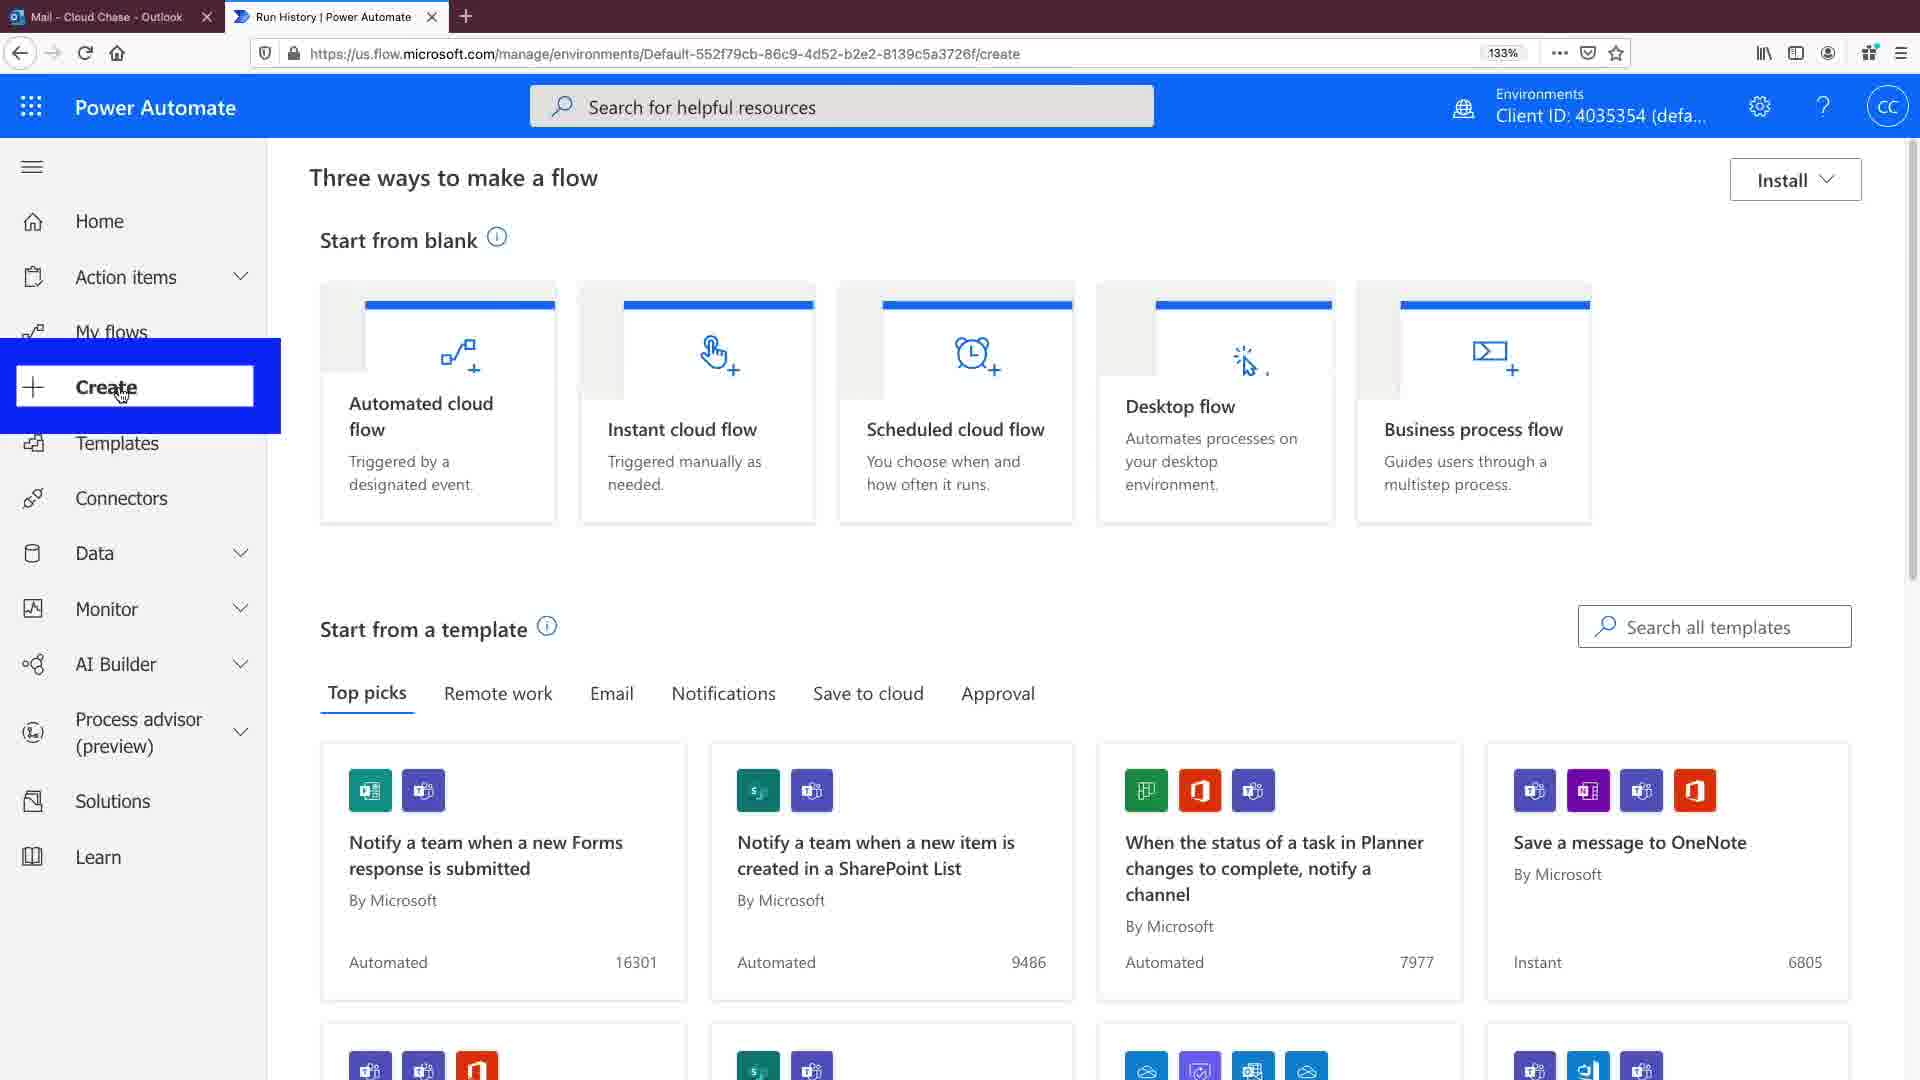 Mail - Cloud Chase - Outlook
Run History | Power Automate
https://us.flow.microsoft.com/manage/environments/Default-552f79cb-86c9-4d52-b2e2-8139c5a3726f/create
133%
Power Automate
Search for helpful resources
Environments
Client ID: 4035354 (defa...
CC
Home
Action items
My flows
Create
Templates
Connectors
Data
Monitor
AI Builder
Process advisor
(preview)
Solutions
Learn
Three ways to make a flow
Install
Start from blank
Automated cloud
flow
Triggered by a
designated event.
Instant cloud flow
Triggered manually as
needed.
Scheduled cloud flow
You choose when and
how often it runs.
Desktop flow
Automates processes on
your desktop
environment.
Business process flow
Guides users through a
multistep process.
Start from a template
Search all templates
Top picks
Remote work
Email
Notifications
Save to cloud
Approval
Notify a team when a new Forms
response is submitted
By Microsoft
Automated
16301
Notify a team when a new item is
created in a SharePoint List
By Microsoft
Automated
9486
When the status of a task in Planner
changes to complete, notify a
channel
By Microsoft
Automated
7977
Save a message to OneNote
By Microsoft
Instant
6805